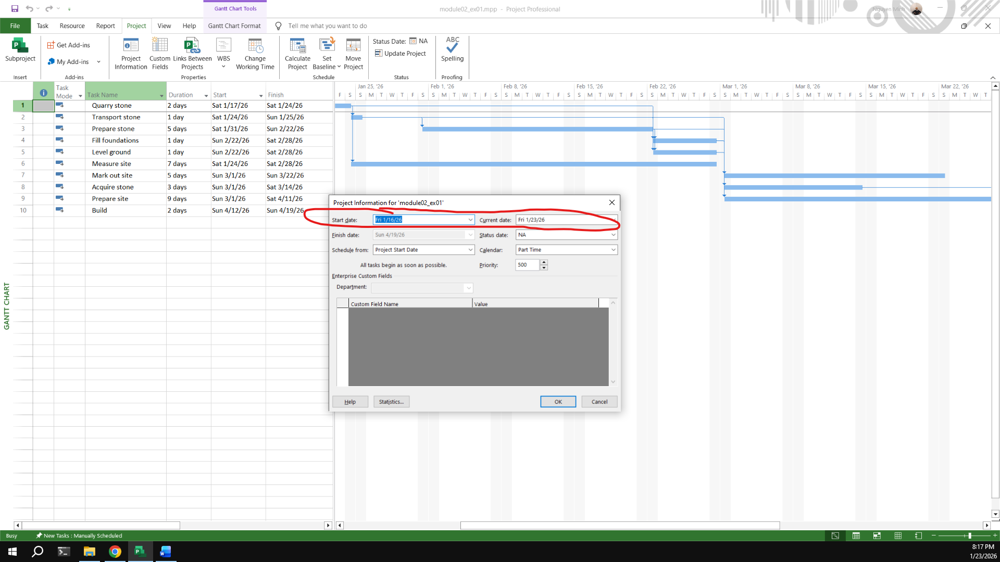 Gantt Chart Tools
module02_ex01.mpp - Project Professional
Nguyen Minh
File Task Resource Report Project View Help Gantt Chart Format Tell me what you want to do
Subproject
Insert
Get Add-ins
My Add-ins
Add-ins
Project Information
Custom Fields
Links Between Projects
WBS
Change Working Time
Properties
Calculate Project
Set Baseline
Move Project
Schedule
Status Date: NA
Update Project
Status
ABC
Spelling
Proofing
Task Mode Task Name Duration Start Finish
1 Quarry stone 2 days Sat 1/17/26 Sat 1/24/26
2 Transport stone 1 day Sat 1/24/26 Sun 1/25/26
3 Prepare stone 5 days Sat 1/31/26 Sun 2/22/26
4 Fill foundations 1 day Sun 2/22/26 Sat 2/28/26
5 Level ground 1 day Sun 2/22/26 Sat 2/28/26
6 Measure site 7 days Sat 1/24/26 Sat 2/28/26
7 Mark out site 5 days Sun 3/1/26 Sun 3/22/26
8 Acquire stone 3 days Sun 3/1/26 Sat 3/14/26
9 Prepare site 9 days Sun 3/1/26 Sat 4/11/26
10 Build 2 days Sun 4/12/26 Sun 4/19/26
Jan 25, '26 Feb 1, '26 Feb 8, '26 Feb 15, '26 Feb 22, '26 Mar 1, '26 Mar 8, '26 Mar 15, '26 Mar 22, '26
F S S M T W T F S S M T W T F S S M T W T F S S M T W T F S S M T W T F S S M T W T F S S M T W T F S S M T W T F S S M T W T
GANTT CHART
Project Information for 'module02_ex01'
Start date: Fri 1/16/26 Current date: Fri 1/23/26
Finish date: Sun 4/19/26 Status date: NA
Schedule from: Project Start Date Calendar: Part Time
All tasks begin as soon as possible. Priority: 500
Enterprise Custom Fields
Department:
Custom Field Name Value
Help Statistics... OK Cancel
Busy New Tasks : Manually Scheduled
8:17 PM
1/23/2026